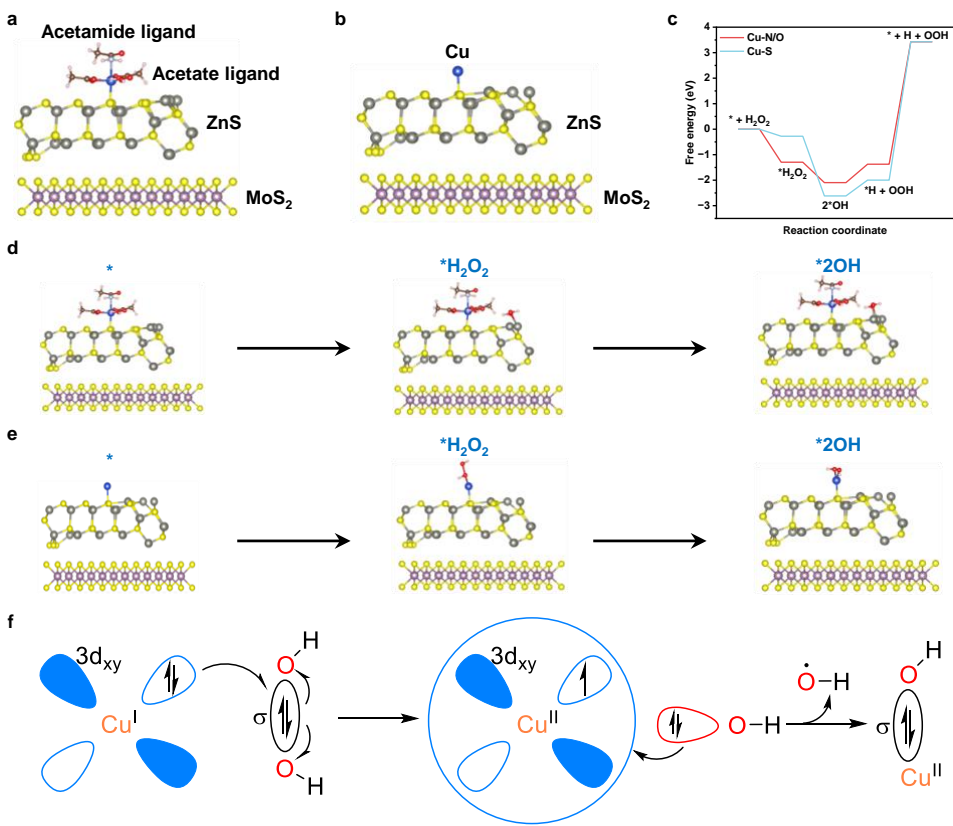 a
Acetamide ligand
Acetate ligand
ZnS
MoS₂
b
Cu
ZnS
MoS₂
c
Cu-N/O
Cu-S
* + H + OOH
* + H₂O₂
*H₂O₂
2*OH
*H + OOH
4
3
2
1
0
−1
−2
−3
Free energy (eV)
Reaction coordinate
d
*
*H₂O₂
*2OH
e
*
*H₂O₂
*2OH
f
3dxy
Cuᴵ
H
O
σ
O
H
3dxy
Cuᴵᴵ
O–H
Ȯ–H
H
O
σ
Cuᴵᴵ